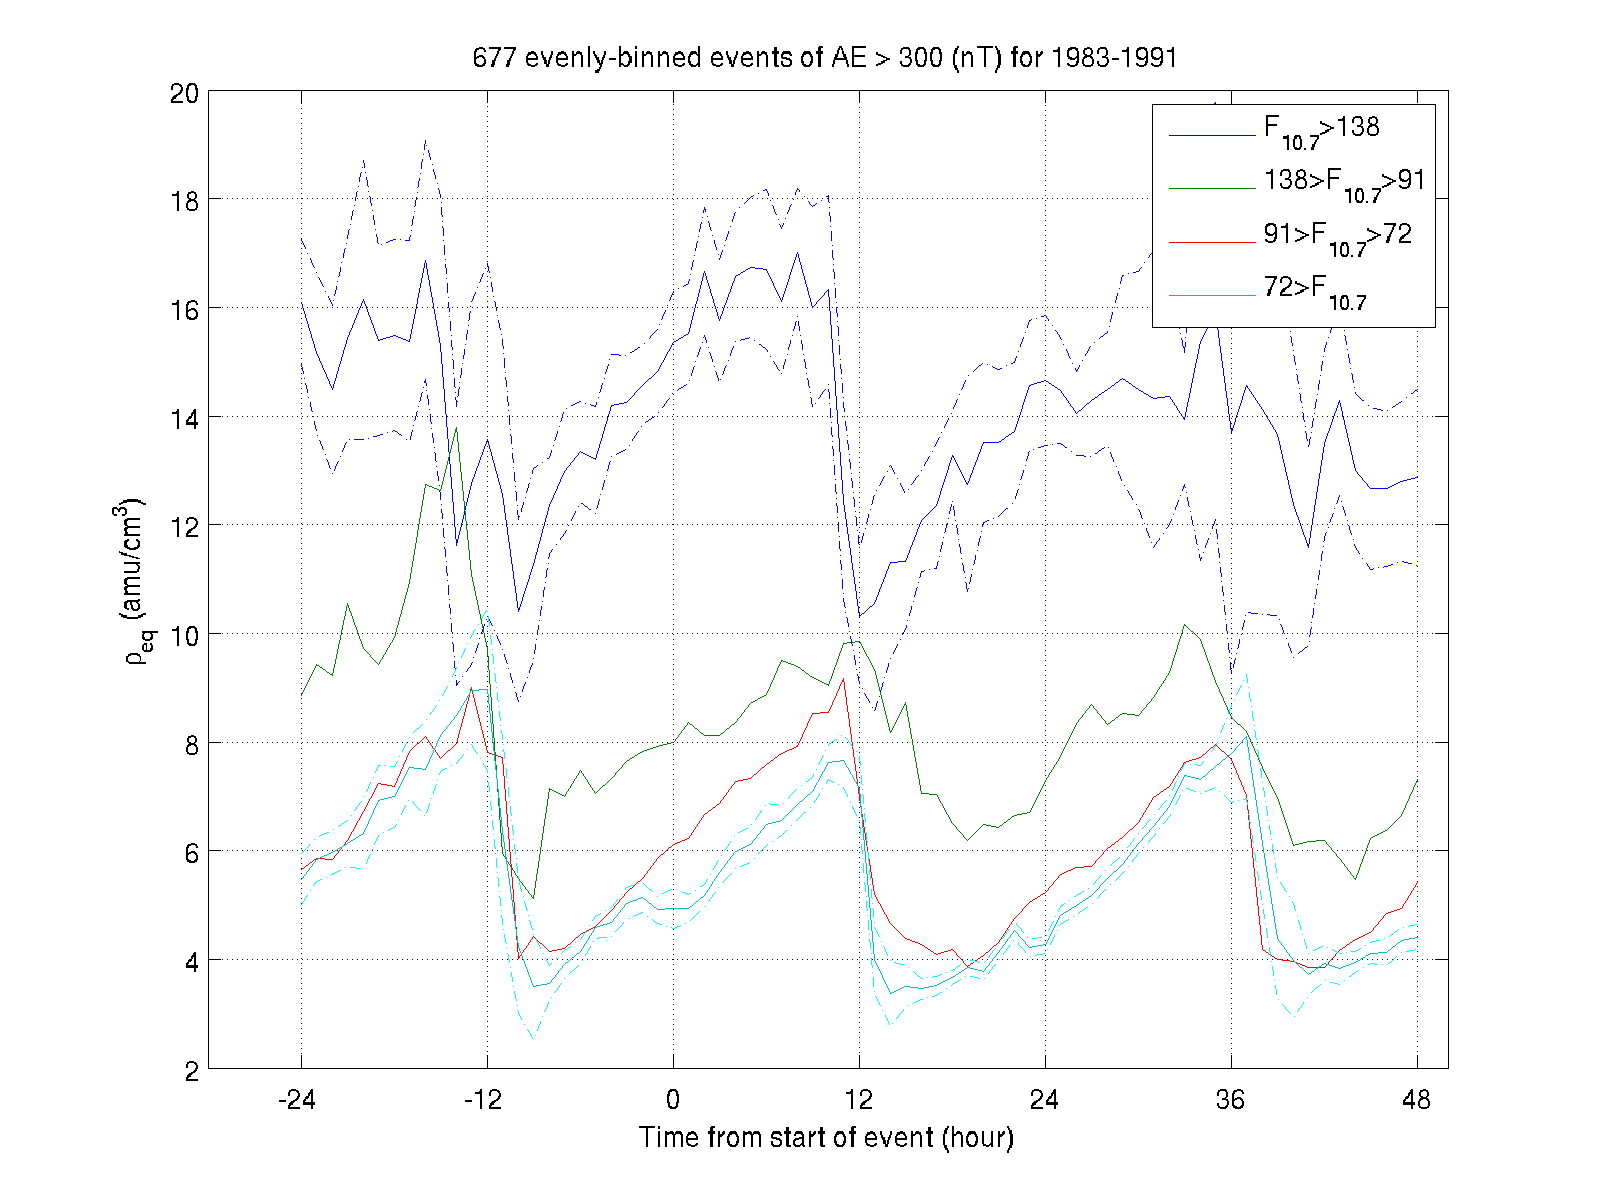 677 evenly-binned events of AE > 300 (nT) for 1983-1991
20
18
16
14
12
10
8
6
4
2
ρeq (amu/cm3)
F10.7>138
138>F10.7>91
91>F10.7>72
72>F10.7
-24 -12 0 12 24 36 48
Time from start of event (hour)